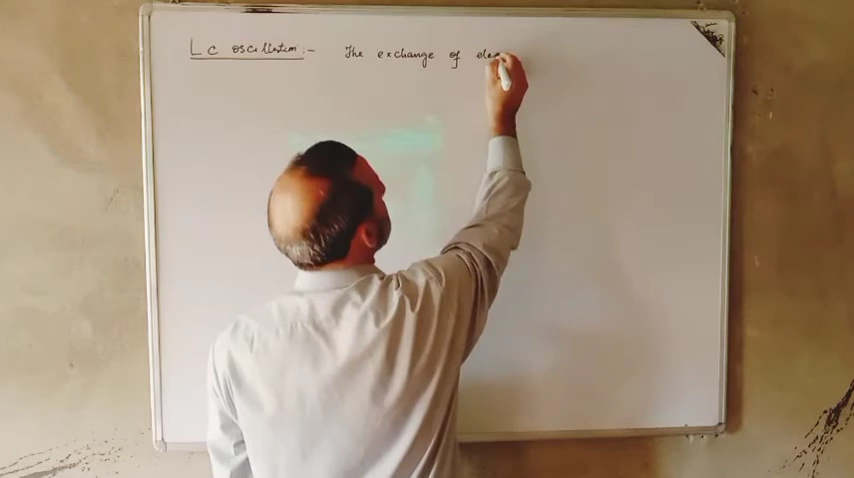 Lc oscillation :- The exchange of